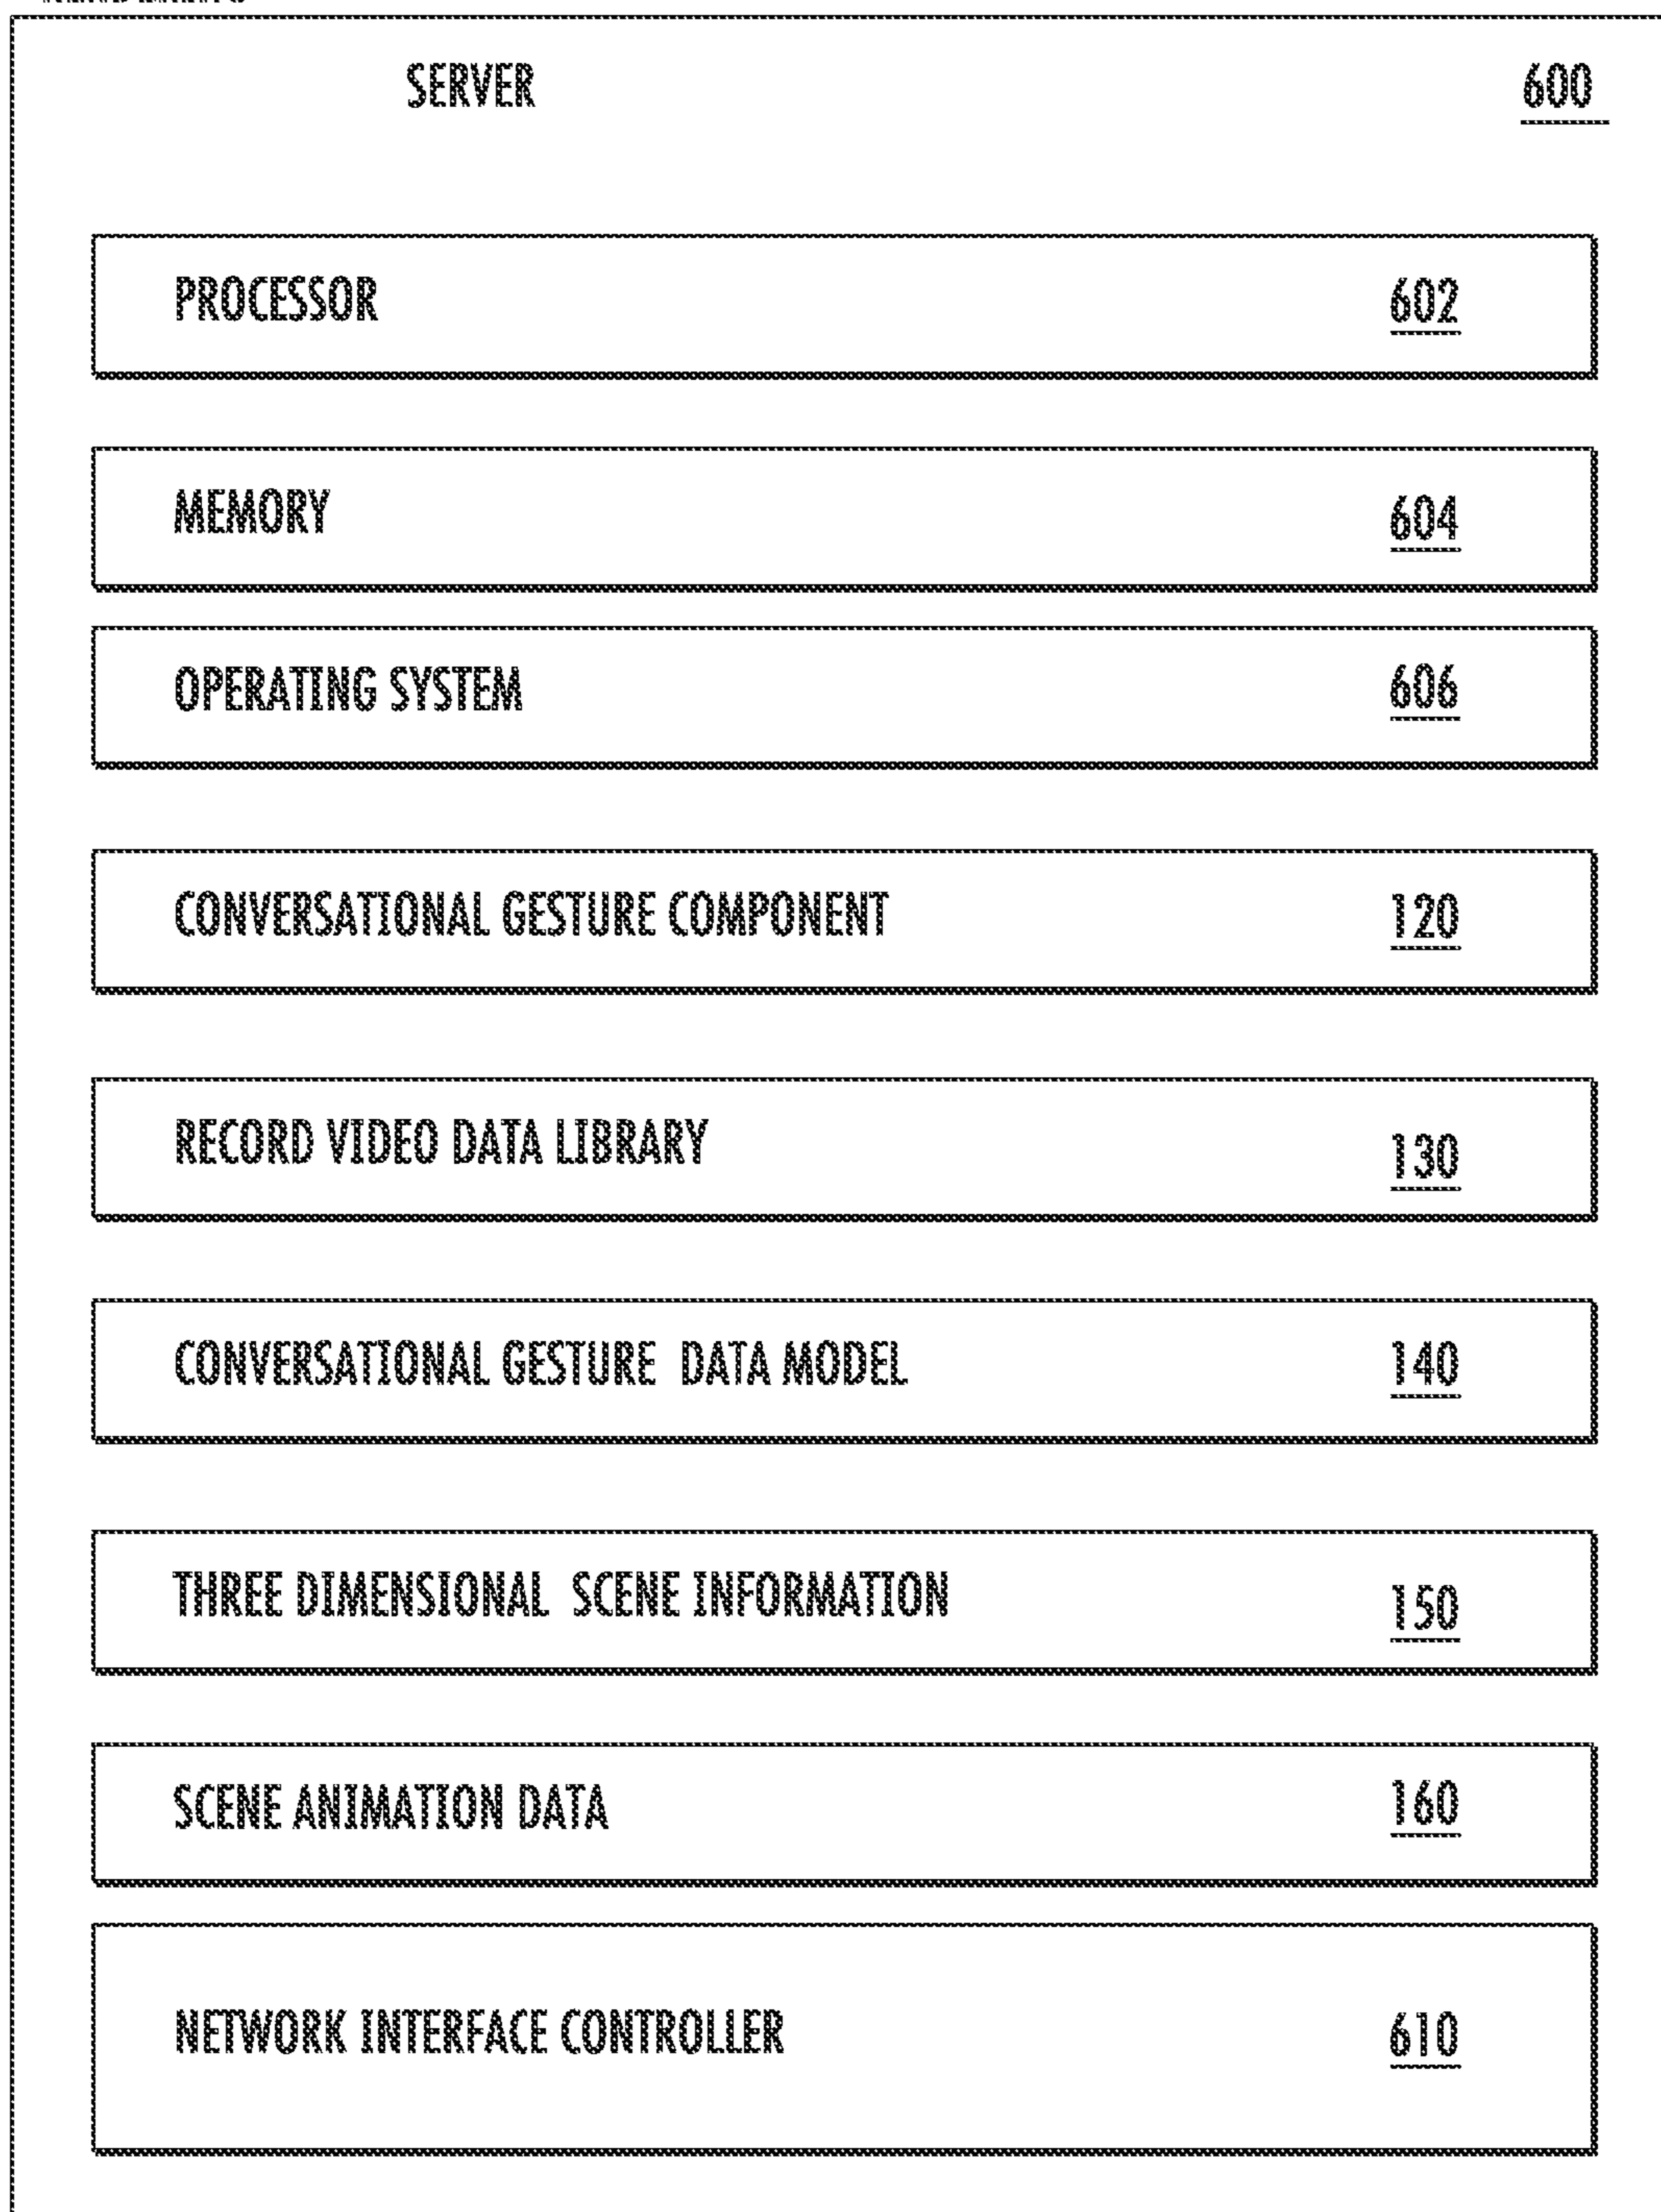 SERVER 600
PROCESSOR 602
MEMORY 604
OPERATING SYSTEM 606
CONVERSATIONAL GESTURE COMPONENT 120
RECORD VIDEO DATA LIBRARY 130
CONVERSATIONAL GESTURE DATA MODEL 140
THREE DIMENSIONAL SCENE INFORMATION 150
SCENE ANIMATION DATA 160
NETWORK INTERFACE CONTROLLER 610